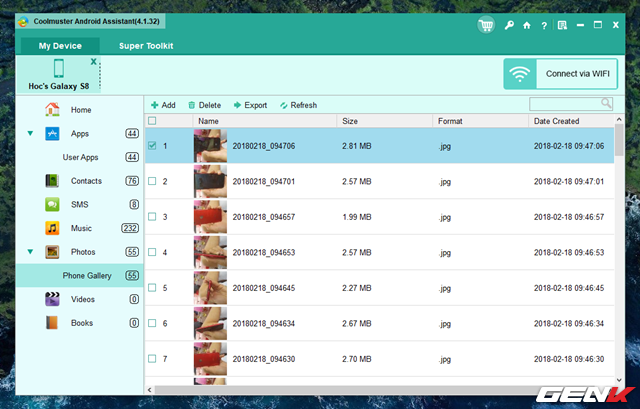 Coolmuster Android Assistant(4.1.32)
My Device Super Toolkit
Hoc's Galaxy S8
Connect via WIFI
Home
Apps 44
User Apps 44
Contacts 76
SMS 8
Music 232
Photos 55
Phone Gallery 55
Videos 0
Books 0
Add Delete Export Refresh
Name Size Format Date Created
1 20180218_094706 2.81 MB .jpg 2018-02-18 09:47:06
2 20180218_094701 2.57 MB .jpg 2018-02-18 09:47:01
3 20180218_094657 1.99 MB .jpg 2018-02-18 09:46:57
4 20180218_094653 2.57 MB .jpg 2018-02-18 09:46:53
5 20180218_094645 2.27 MB .jpg 2018-02-18 09:46:45
6 20180218_094634 2.67 MB .jpg 2018-02-18 09:46:34
7 20180218_094630 2.70 MB .jpg 2018-02-18 09:46:30
GENK